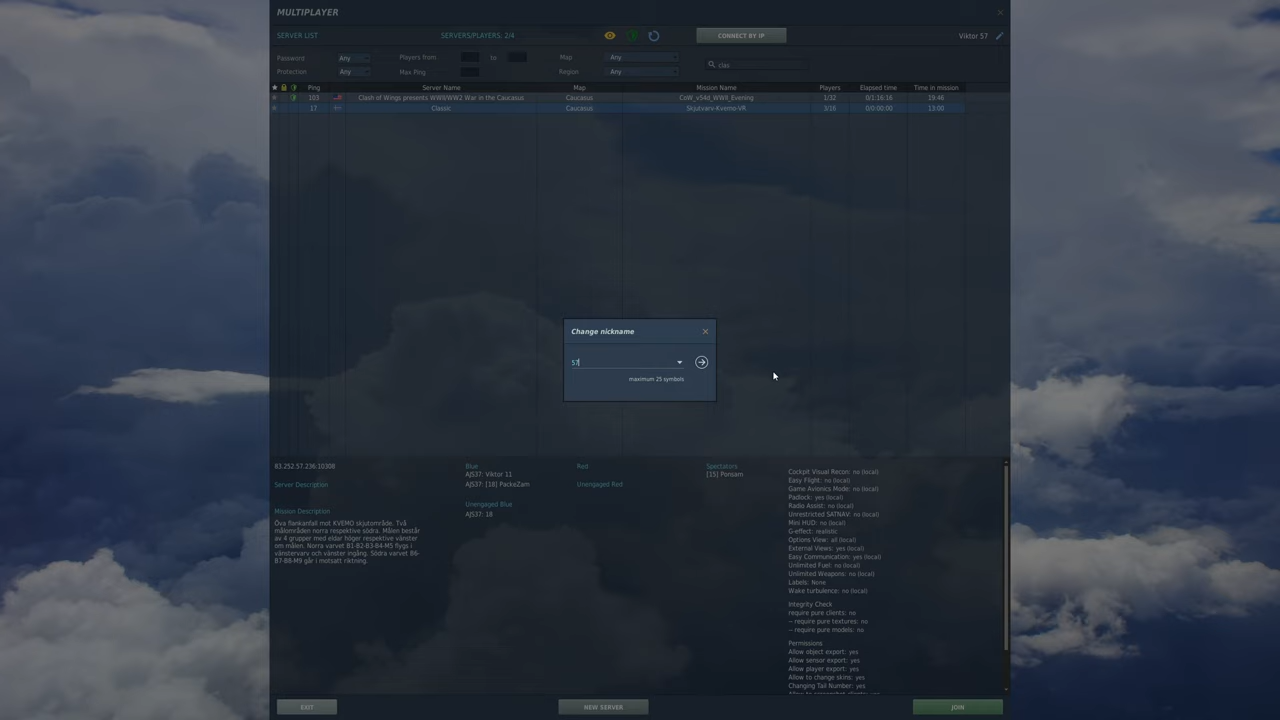 MULTIPLAYER
SERVER LIST
SERVERS/PLAYERS: 2/4
CONNECT BY IP
Viktor 57
Password Any Players from to Map Any
clas
Protection Any Max Ping Region Any
Ping Server Name Map Mission Name Players Elapsed time Time in mission
103 Clash of Wings presents WWII/WW2 War in the Caucasus Caucasus CoW_v54d_WWII_Evening 1/32 0/1:16:16 19:46
17 Classic Caucasus Skjutvarv-Kvemo-VR 3/16 0/0:00:00 13:00
Change nickname
57
maximum 25 symbols
83.252.57.236:10308
Server Description
Mission Description
Öva flankanfall mot KVEMO skjutområde. Två
målområden norra respektive södra. Målen består
av 4 grupper med eldar höger respektive vänster
om målen. Norra varvet B1-B2-B3-B4-M5 flygs i
vänstervarv och vänster ingång. Södra varvet B6-
B7-B8-M9 går i motsatt riktning.
Blue
AJS37: Viktor 11
AJS37: [18] PackeZam
Unengaged Blue
AJS37: 18
Red
Unengaged Red
Spectators
[15] Ponsam
Cockpit Visual Recon: no (local)
Easy Flight: no (local)
Game Avionics Mode: no (local)
Padlock: yes (local)
Radio Assist: no (local)
Unrestricted SATNAV: no (local)
Mini HUD: no (local)
G-effect: realistic
Options View: all (local)
External Views: yes (local)
Easy Communication: yes (local)
Unlimited Fuel: no (local)
Unlimited Weapons: no (local)
Labels: None
Wake turbulence: no (local)
Integrity Check
require pure clients: no
-- require pure textures: no
-- require pure models: no
Permissions
Allow object export: yes
Allow sensor export: yes
Allow player export: yes
Allow to change skins: yes
Changing Tail Number: yes
EXIT
NEW SERVER
JOIN